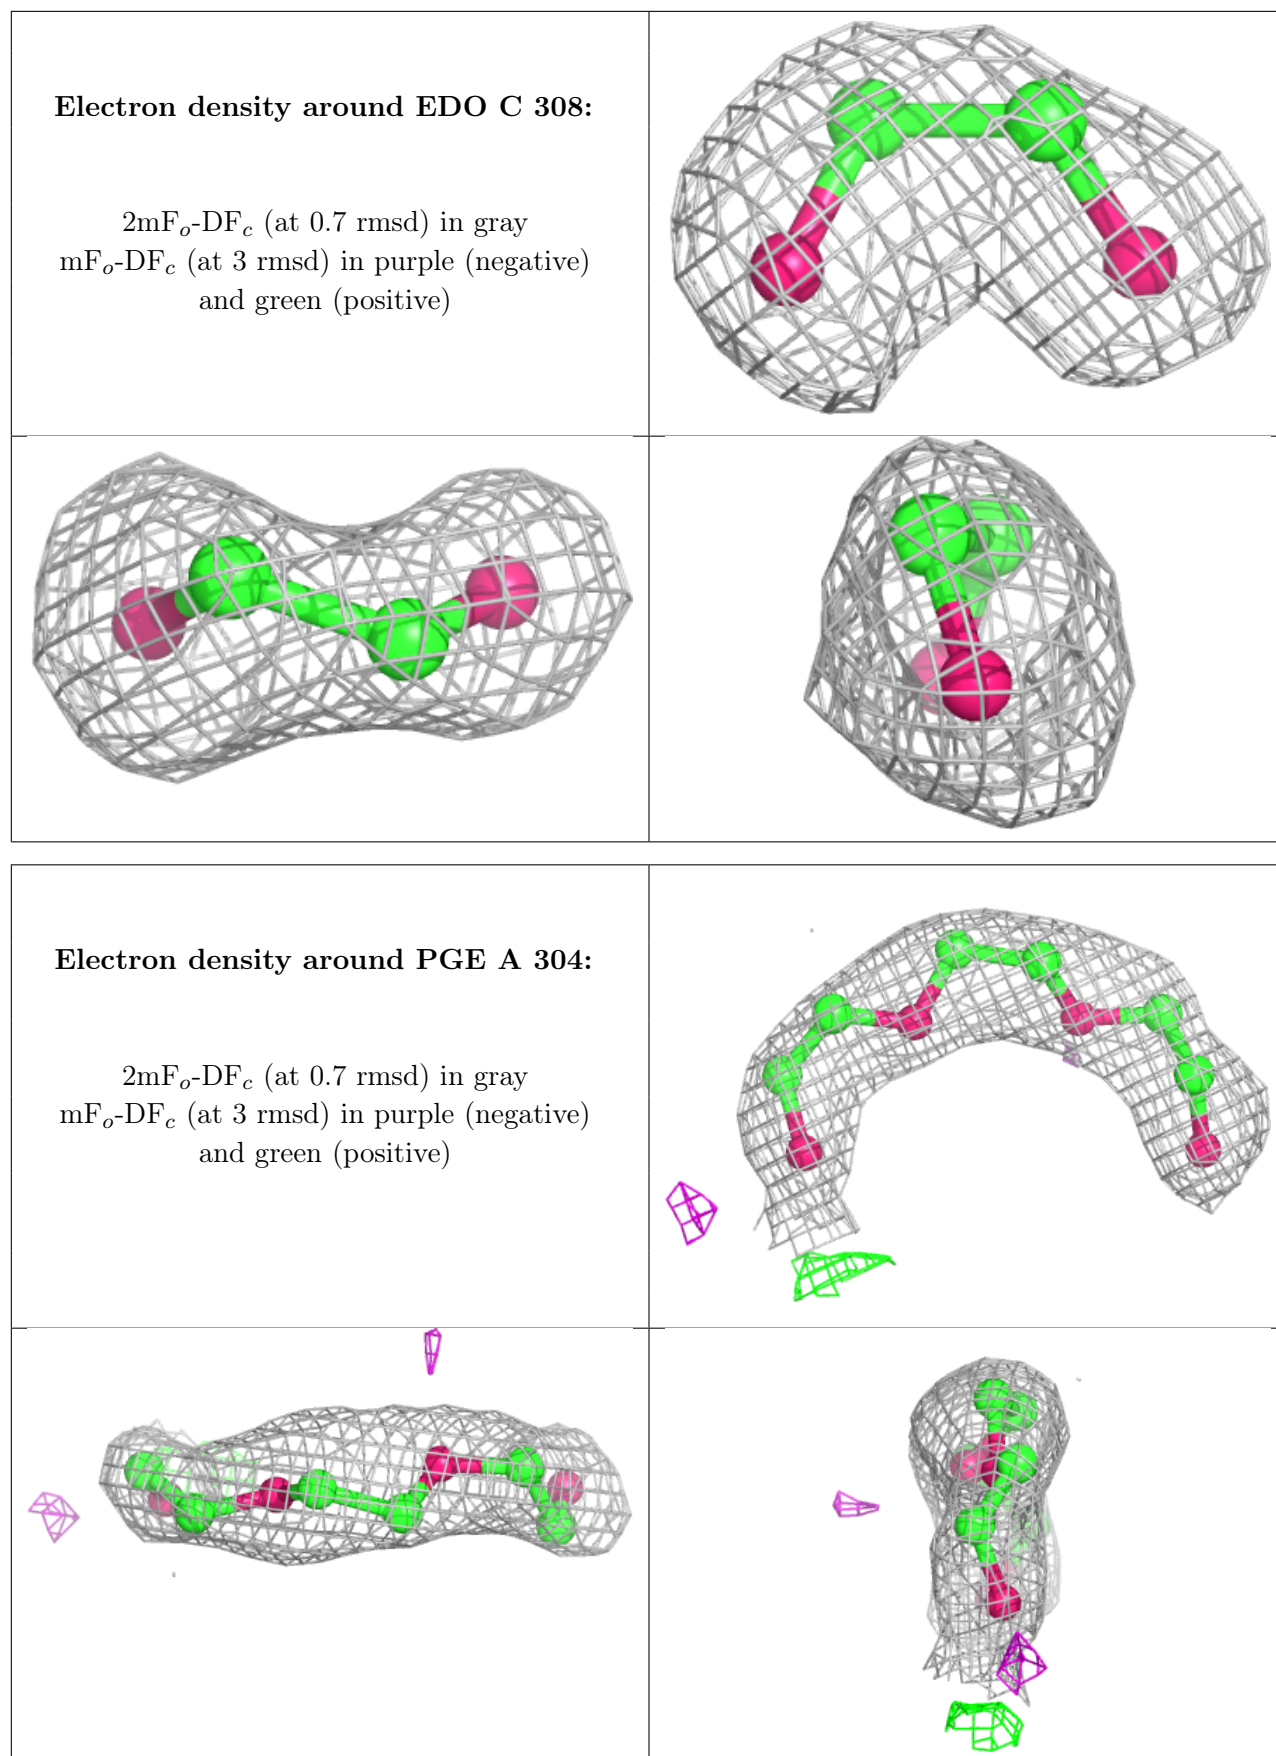 Electron density around EDO C 308:
2mFₒ-DF𝑐 (at 0.7 rmsd) in gray
mFₒ-DF𝑐 (at 3 rmsd) in purple (negative)
and green (positive)
Electron density around PGE A 304:
2mFₒ-DF𝑐 (at 0.7 rmsd) in gray
mFₒ-DF𝑐 (at 3 rmsd) in purple (negative)
and green (positive)